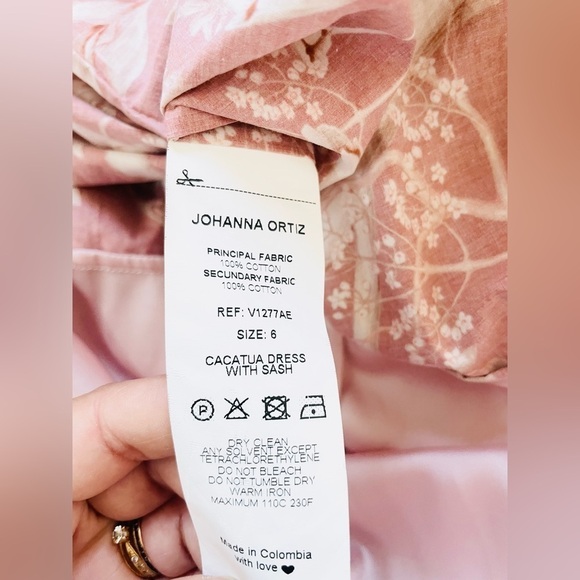 JOHANNA ORTIZ
PRINCIPAL FABRIC
100% COTTON
SECUNDARY FABRIC
100% COTTON
REF: V1277AE
SIZE: 6
CACATUA DRESS
WITH SASH
P
DRY CLEAN
ANY SOLVENT EXCEPT
TETRACHLORETHYLENE
DO NOT BLEACH
DO NOT TUMBLE DRY
WARM IRON
MAXIMUM 110C 230F
Made in Colombia
with love